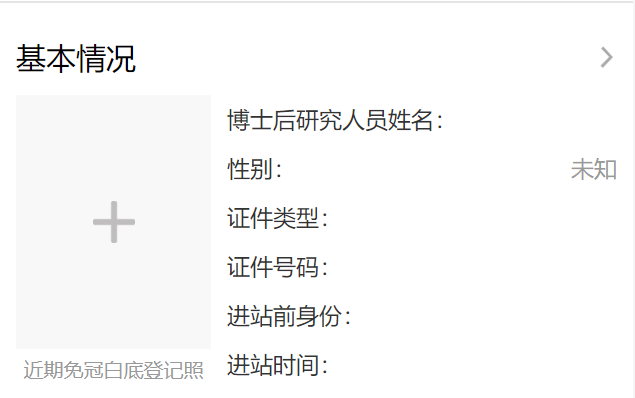 基本情况
博士后研究人员姓名：
性别： 未知
证件类型：
证件号码：
进站前身份：
进站时间：
近期免冠白底登记照